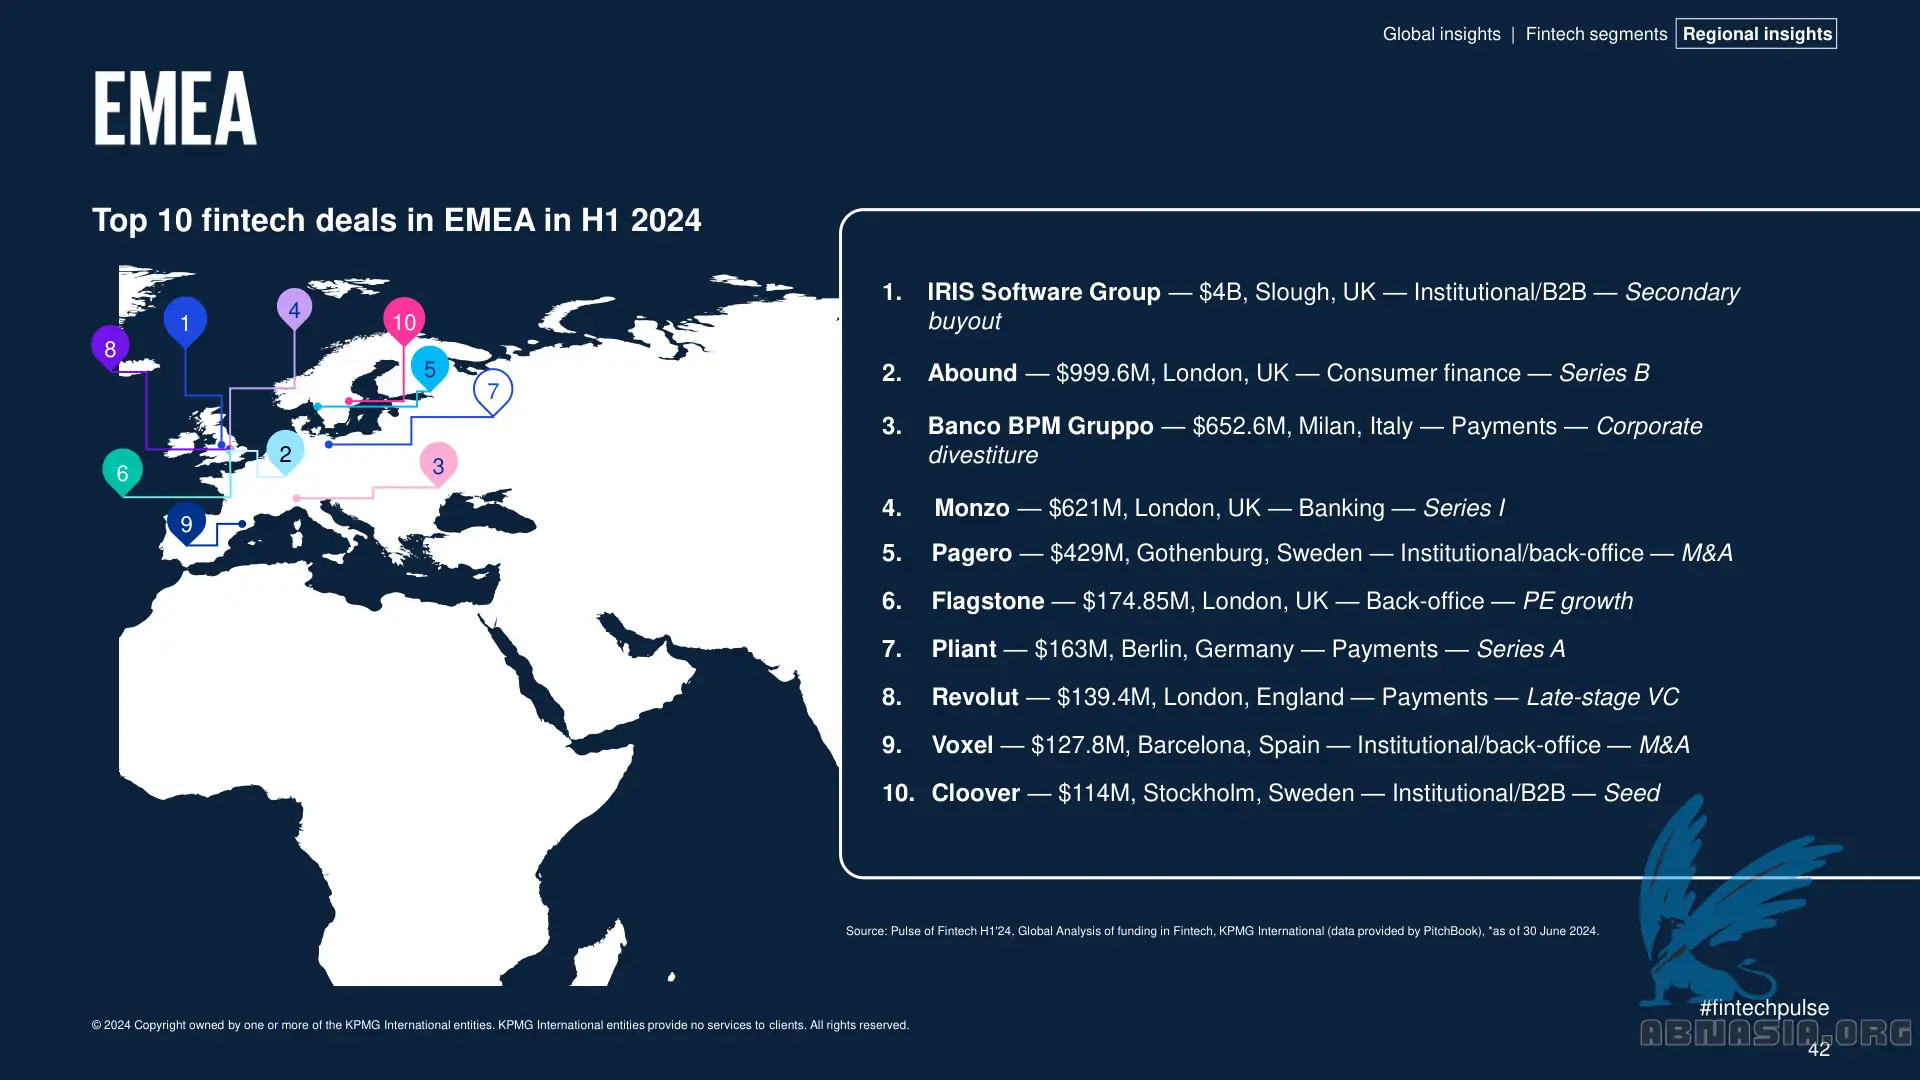 Global insights | Fintech segments Regional insights
EMEA
Top 10 fintech deals in EMEA in H1 2024
1
4
10
8
5
7
2
3
6
9
1. IRIS Software Group — $4B, Slough, UK — Institutional/B2B — Secondary
buyout
2. Abound — $999.6M, London, UK — Consumer finance — Series B
3. Banco BPM Gruppo — $652.6M, Milan, Italy — Payments — Corporate
divestiture
4. Monzo — $621M, London, UK — Banking — Series I
5. Pagero — $429M, Gothenburg, Sweden — Institutional/back-office — M&A
6. Flagstone — $174.85M, London, UK — Back-office — PE growth
7. Pliant — $163M, Berlin, Germany — Payments — Series A
8. Revolut — $139.4M, London, England — Payments — Late-stage VC
9. Voxel — $127.8M, Barcelona, Spain — Institutional/back-office — M&A
10. Cloover — $114M, Stockholm, Sweden — Institutional/B2B — Seed
Source: Pulse of Fintech H1'24, Global Analysis of funding in Fintech, KPMG International (data provided by PitchBook), *as of 30 June 2024.
© 2024 Copyright owned by one or more of the KPMG International entities. KPMG International entities provide no services to clients. All rights reserved.
#fintechpulse
ABNASIA.ORG
42